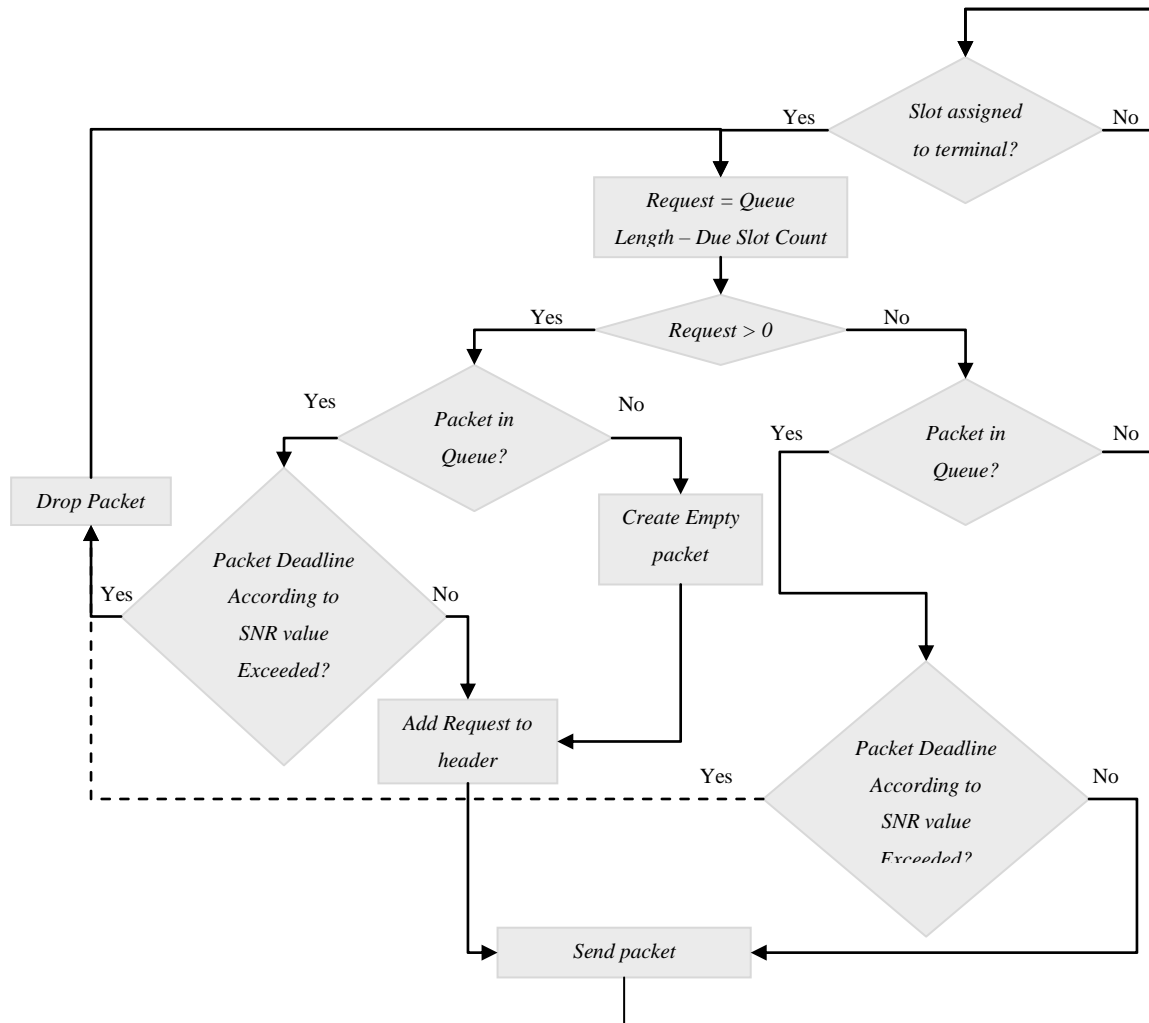 Slot assigned
to terminal?
Yes
No
Request = Queue
Length – Due Slot Count
Request > 0
Yes
No
Packet in
Queue?
Yes
No
Packet in
Queue?
Yes
No
Drop Packet
Create Empty
packet
Packet Deadline
According to
SNR value
Exceeded?
Yes
No
Add Request to
header
Packet Deadline
According to
SNR value
Exceeded?
Yes
No
Send packet